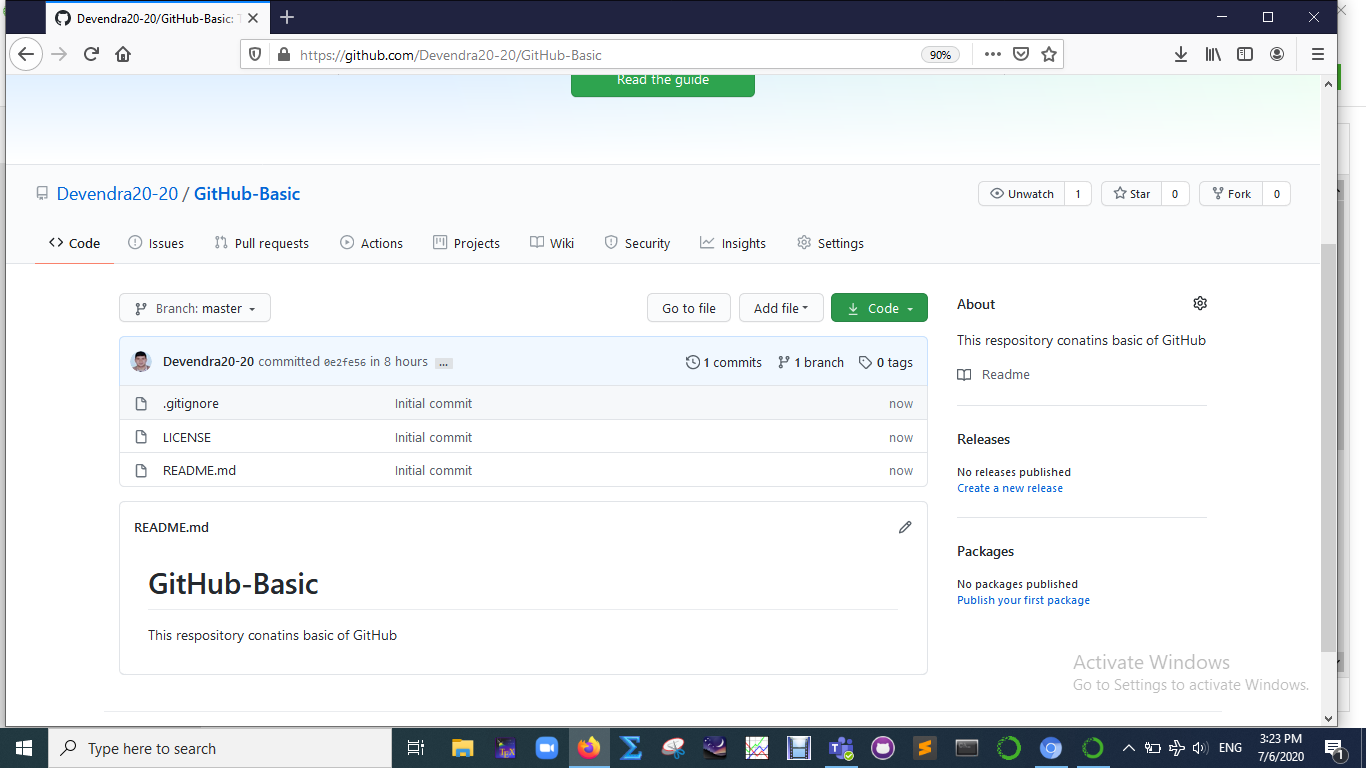 Devendra20-20/GitHub-Basic: T
https://github.com/Devendra20-20/GitHub-Basic
90%
Read the guide
Devendra20-20 / GitHub-Basic
Unwatch 1 Star 0 Fork 0
Code Issues Pull requests Actions Projects Wiki Security Insights Settings
Branch: master Go to file Add file Code
Devendra20-20 committed 0e2fe56 in 8 hours ... 1 commits 1 branch 0 tags
.gitignore Initial commit now
LICENSE Initial commit now
README.md Initial commit now
README.md
GitHub-Basic
This respository conatins basic of GitHub
About
This respository conatins basic of GitHub
Readme
Releases
No releases published
Create a new release
Packages
No packages published
Publish your first package
Activate Windows
Go to Settings to activate Windows.
Type here to search
ENG
3:23 PM
7/6/2020
1